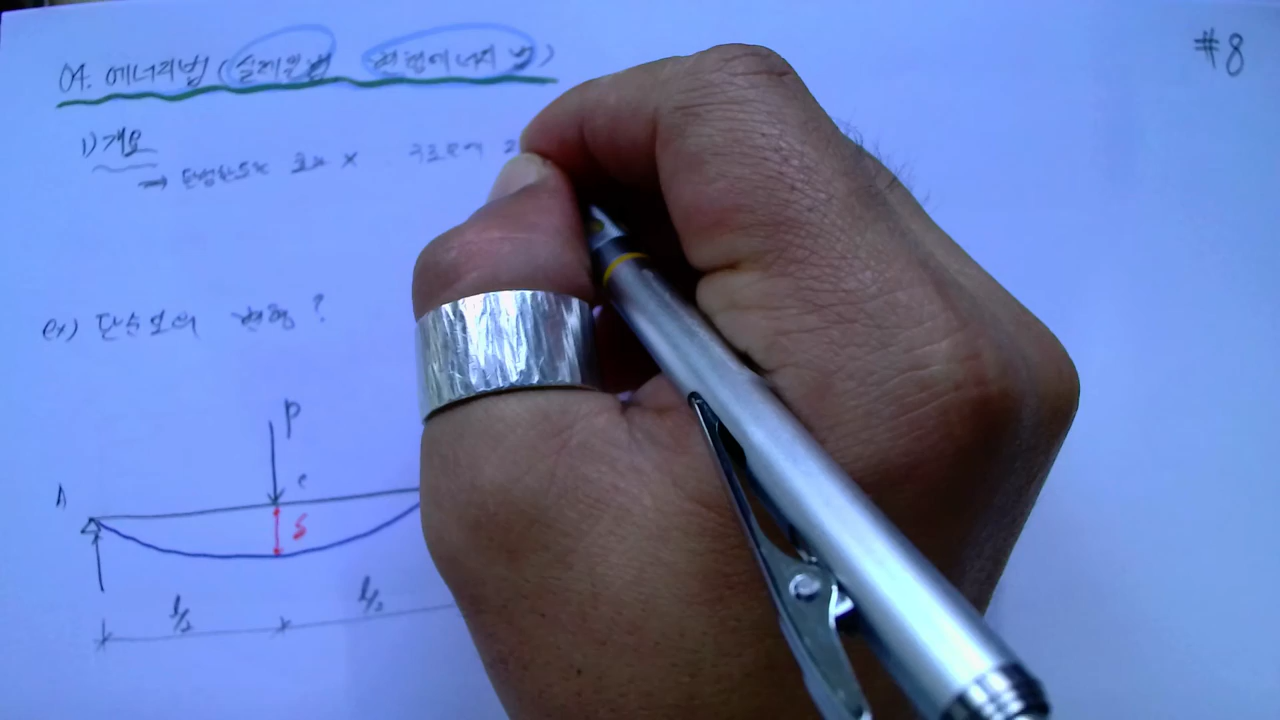 #8
04. 에너지법 (실제일법 변형에너지법)
1) 개요
ex) 단순보의 변형?
P
A c
δ
l/2 l/2